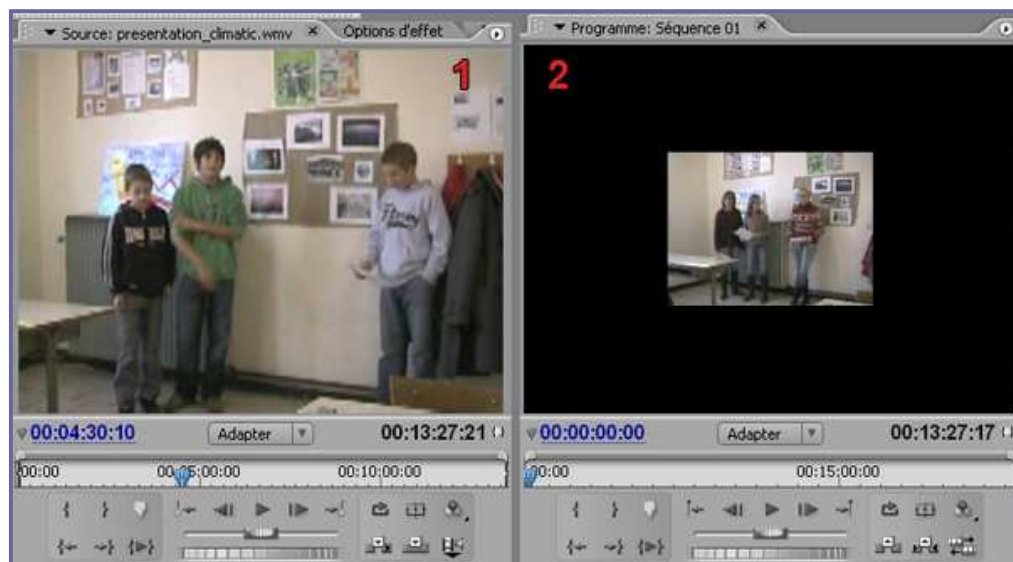 Source: presentation_climatic.wmv
Options d'effet
Programme: Séquence 01
1
2
00:04:30:10
Adapter
00:13:27:21
00:00:00:00
Adapter
00:13:27:17
00:00
00:05:00:00
00:10:00:00
00:00
00:15:00:00